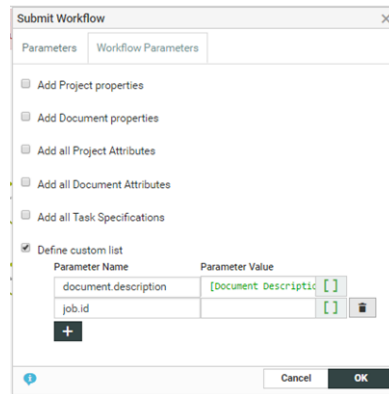 Submit Workflow
Parameters Workflow Parameters
Add Project properties
Add Document properties
Add all Project Attributes
Add all Document Attributes
Add all Task Specifications
Define custom list
Parameter Name Parameter Value
document.description [Document Descriptic [ ]
job.id [ ]
+
Cancel OK